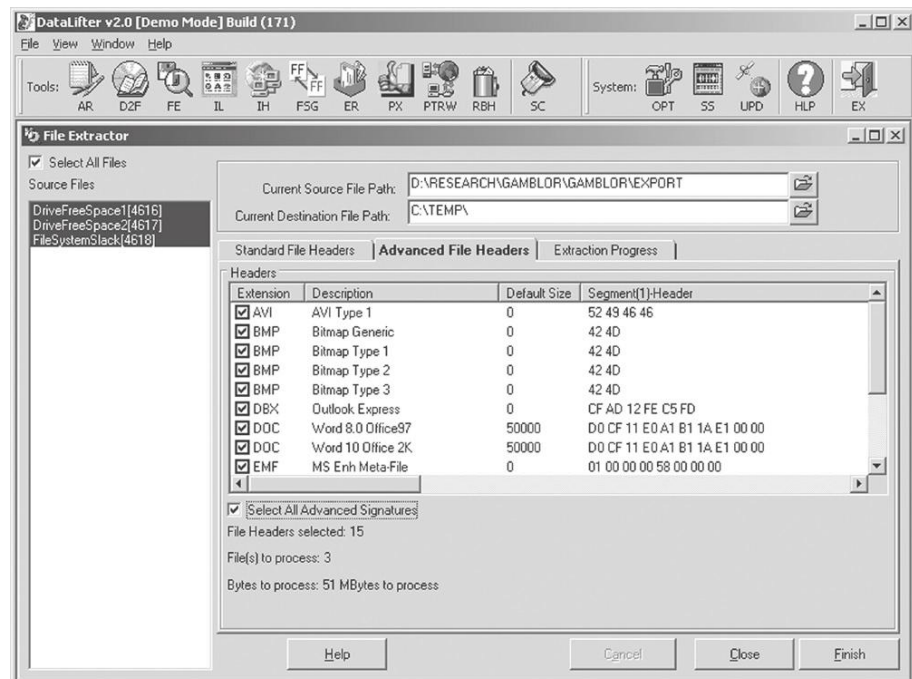 DataLifter v2.0 [Demo Mode] Build (171)
File View Window Help
Tools: AR D2F FE IL IH FSG ER PX PTRW RBH SC System: OPT SS UPD HLP EX
File Extractor
Select All Files
Source Files
DriveFreeSpace1[4616]
DriveFreeSpace2[4617]
FileSystemSlack[4618]
Current Source File Path: D:\RESEARCH\GAMBLOR\GAMBLOR\EXPORT
Current Destination File Path: C:\TEMP\
Standard File Headers Advanced File Headers Extraction Progress
Headers
Extension Description Default Size Segment(1)-Header
AVI AVI Type 1 0 52 49 46 46
BMP Bitmap Generic 0 42 4D
BMP Bitmap Type 1 0 42 4D
BMP Bitmap Type 2 0 42 4D
BMP Bitmap Type 3 0 42 4D
DBX Outlook Express 0 CF AD 12 FE C5 FD
DOC Word 8.0 Office97 50000 D0 CF 11 E0 A1 B1 1A E1 00 00
DOC Word 10 Office 2K 50000 D0 CF 11 E0 A1 B1 1A E1 00 00
EMF MS Enh Meta-File 0 01 00 00 00 58 00 00 00
Select All Advanced Signatures
File Headers selected: 15
File(s) to process: 3
Bytes to process: 51 MBytes to process
Help Cancel Close Finish